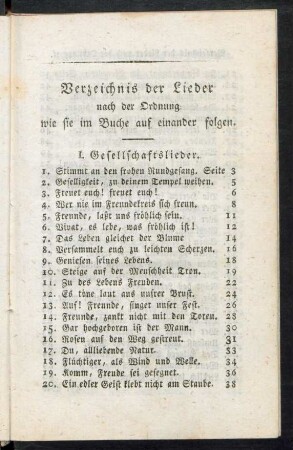 Verzeichnis der Lieder
nach der Ordnung
wie sie im Buche auf einander folgen.
I. Gesellschaftslieder.
1. Stimmt an den frohen Rundgesang. Seite 3
2. Geselligkeit, zu deinem Tempel weihen. 5
3. Freuet euch! freuet euch! 6
4. Wer nie im Freundekreis sich freun. 8
5. Freunde, laßt uns fröhlich sein. 11
6. Vivat, es lebe, was fröhlich ist! 12
7. Das Leben gleichet der Blume 14
8. Versammelt euch zu leichten Scherzen. 16
9. Genießen seines Lebens. 18
10. Steige auf der Menschheit Tron. 19
11. Zu des Lebens Freuden. 22
12. Es töne laut aus unsrer Brust. 24
13. Auf! Freunde, singet unser Fest. 26
14. Freunde, zankt nicht mit den Toren. 28
15. Gar hochgeboren ist der Mann. 30
16. Rosen auf den Weg gestreut. 31
17. Du, allliebende Natur. 33
18. Flüchtiger, als Wind und Welle. 34
19. Komm, Freude sei gesegnet. 36
20. Ein edler Geist klebt nicht am Staube. 38